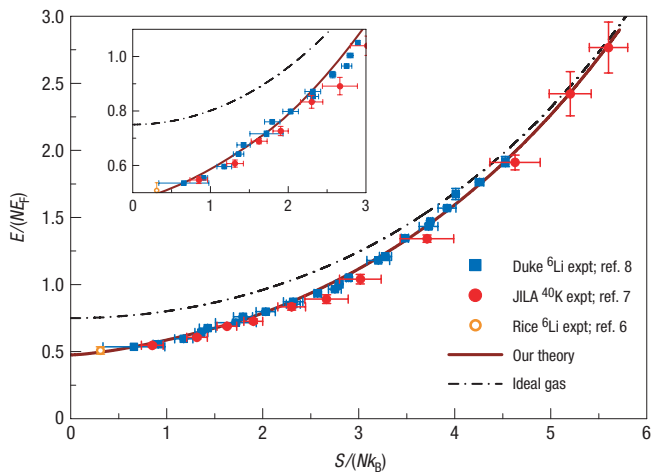 3.0
2.5
2.0
1.5
1.0
0.5
0
E/(NE_F)
0 1 2 3 4 5 6
S/(Nk_B)
1.0
0.8
0.6
0 1 2 3
Duke ⁶Li expt; ref. 8
JILA ⁴⁰K expt; ref. 7
Rice ⁶Li expt; ref. 6
Our theory
Ideal gas